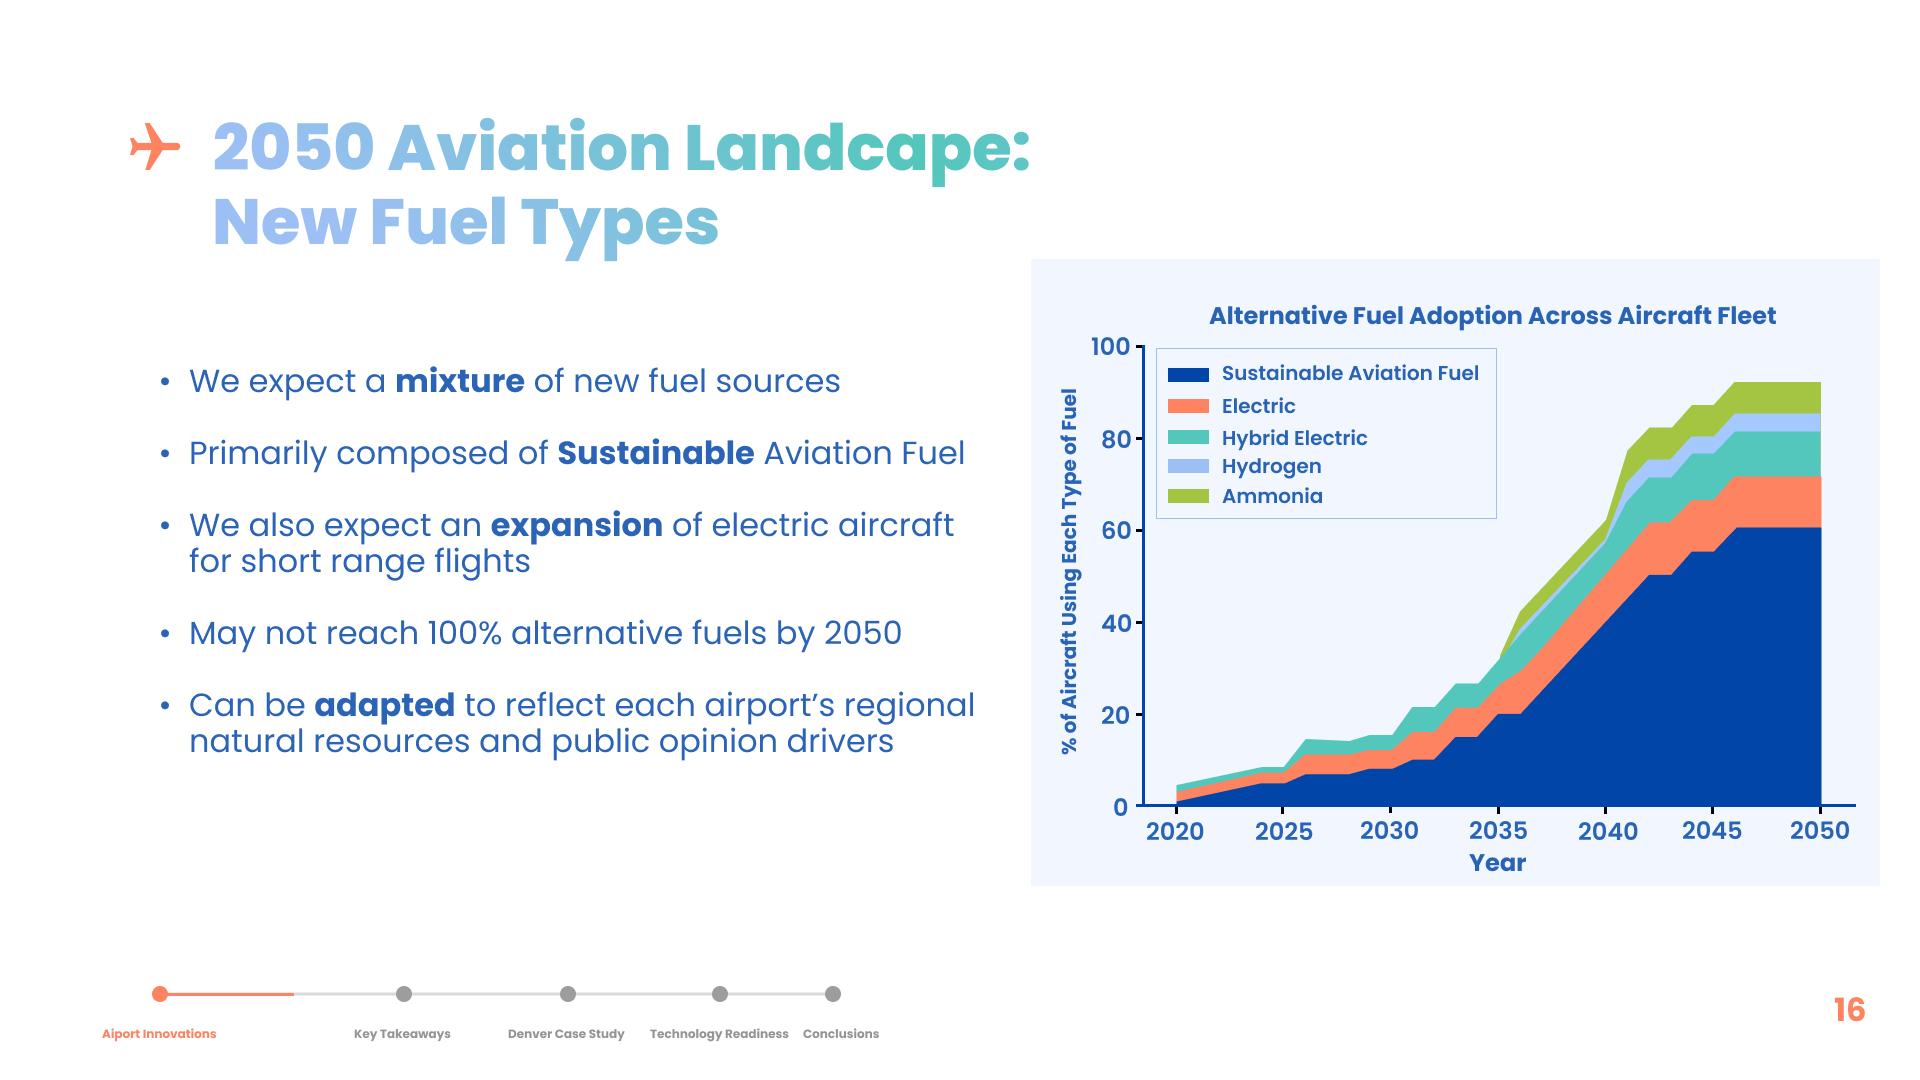 2050 Aviation Landcape:
New Fuel Types
• We expect a mixture of new fuel sources
• Primarily composed of Sustainable Aviation Fuel
• We also expect an expansion of electric aircraft
for short range flights
• May not reach 100% alternative fuels by 2050
• Can be adapted to reflect each airport’s regional
natural resources and public opinion drivers
Alternative Fuel Adoption Across Aircraft Fleet
% of Aircraft Using Each Type of Fuel
100
80
60
40
20
0
Sustainable Aviation Fuel
Electric
Hybrid Electric
Hydrogen
Ammonia
2020 2025 2030 2035 2040 2045 2050
Year
Aiport Innovations Key Takeaways Denver Case Study Technology Readiness Conclusions
16